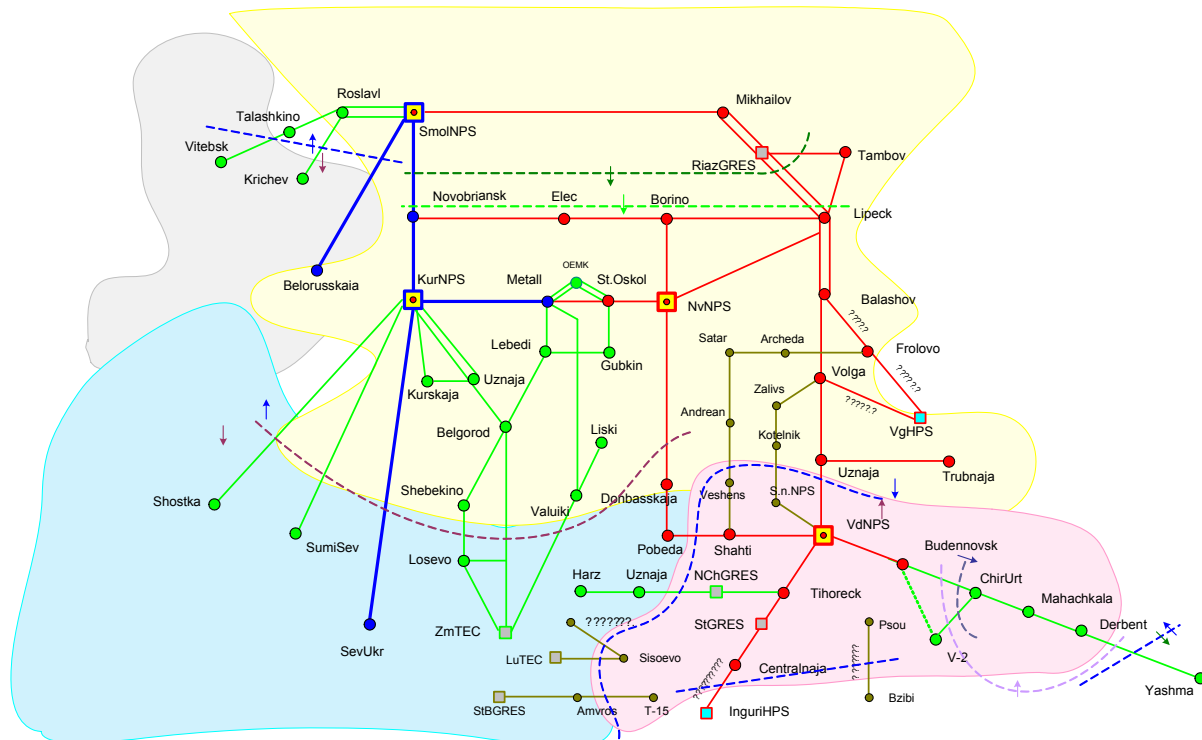 Roslavl
Mikhailov
Talashkino
SmolNPS
Vitebsk
Krichev
RiazGRES
Tambov
Novobriansk
Elec
Borino
Lipeck
OEMK
Belorusskaia
KurNPS
Metall
St.Oskol
NvNPS
Balashov
?????.?
Satar
Archeda
Frolovo
Lebedi
Gubkin
Volga
?????.?
Kurskaja
Uznaja
Zalivs
?????.?
VgHPS
Andrean
Belgorod
Liski
Kotelnik
Uznaja
Trubnaja
Shostka
Shebekino
Valuiki
Donbasskaja
Veshens
S.n.NPS
VdNPS
SumiSev
Pobeda
Shahti
Budennovsk
Losevo
Harz
Uznaja
NChGRES
Tihoreck
ChirUrt
Mahachkala
ZmTEC
???????.
StGRES
Psou
Derbent
SevUkr
LuTEC
Sisoevo
Centralnaja
??????
V-2
?????????
StBGRES
Amvros
T-15
InguriHPS
Bzibi
Yashma